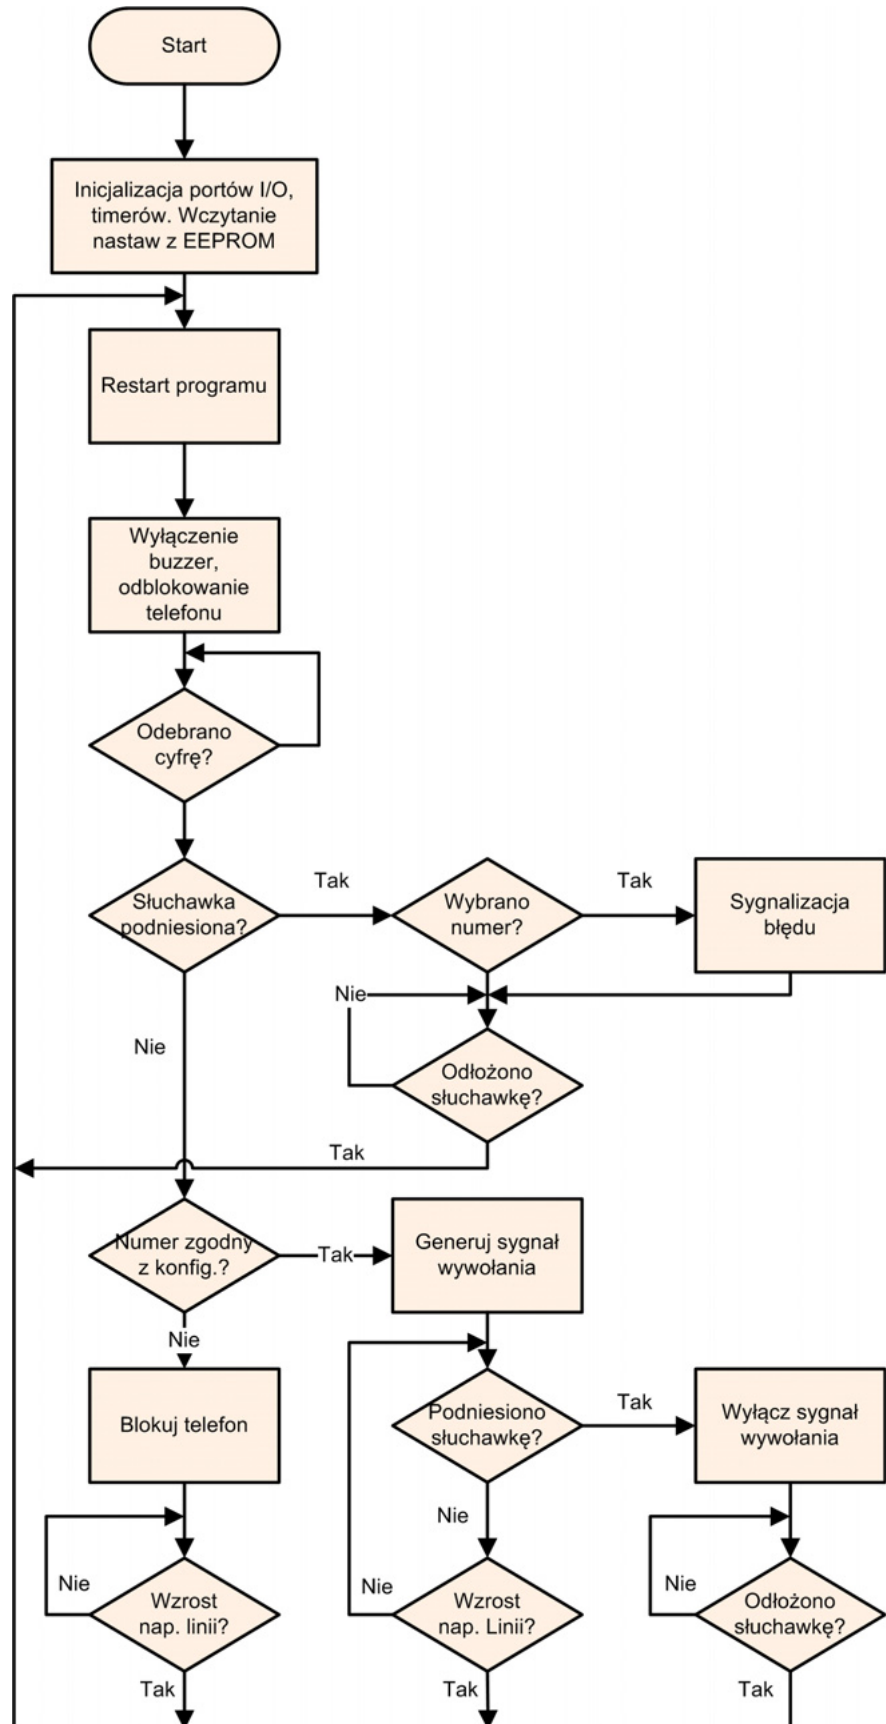 Start
Inicjalizacja portów I/O,
timerów. Wczytanie
nastaw z EEPROM
Restart programu
Wyłączenie
buzzer,
odblokowanie
telefonu
Odebrano
cyfrę?
Słuchawka
podniesiona?
Tak
Wybrano
numer?
Tak
Sygnalizacja
błędu
Nie
Nie
Odłożono
słuchawkę?
Tak
Numer zgodny
z konfig.?
Tak
Generuj sygnał
wywołania
Nie
Blokuj telefon
Podniesiono
słuchawkę?
Tak
Wyłącz sygnał
wywołania
Nie
Nie
Wzrost
nap. linii?
Nie
Wzrost
nap. Linii?
Nie
Odłożono
słuchawkę?
Tak
Tak
Tak